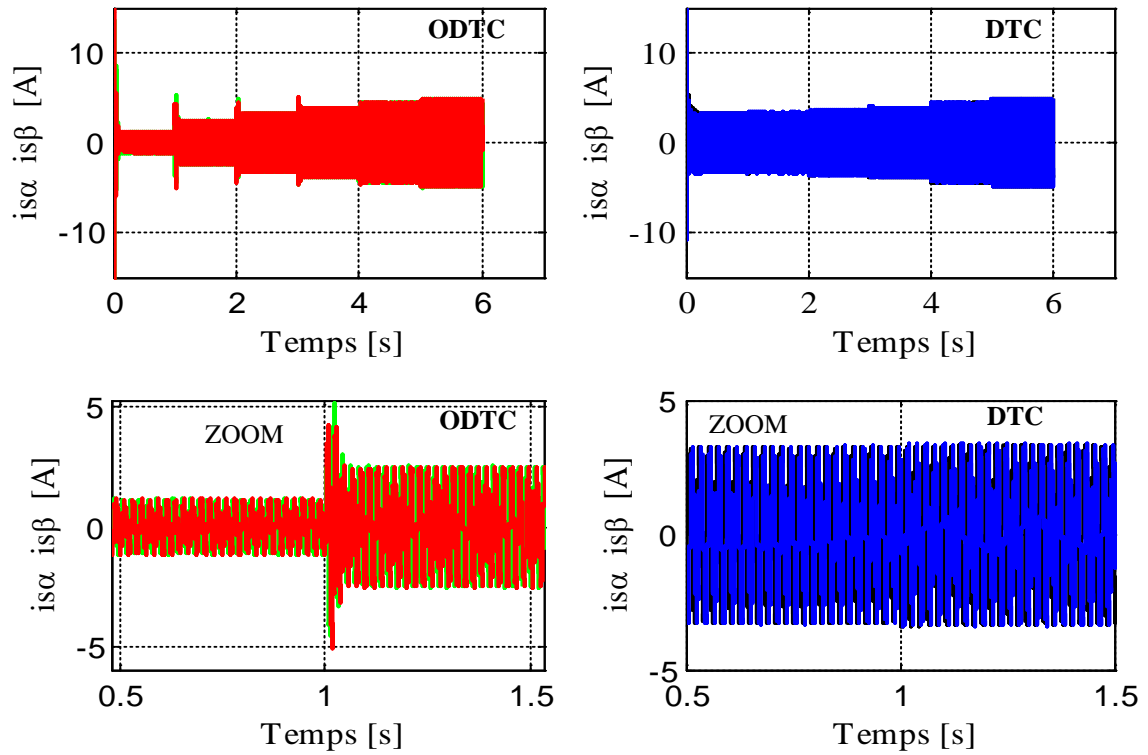 ODTC
10
0
-10
isα isβ [A]
0
2
4
6
Temps [s]
DTC
10
0
-10
isα isβ [A]
0
2
4
6
Temps [s]
ZOOM
ODTC
5
0
-5
isα isβ [A]
0.5
1
1.5
Temps [s]
ZOOM
DTC
5
0
-5
isα isβ [A]
0.5
1
1.5
Temps [s]